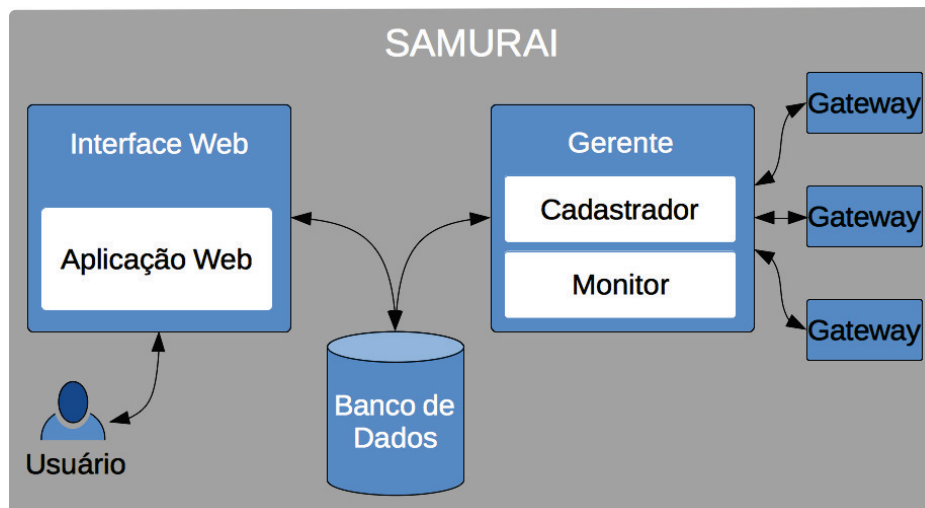 SAMURAI
Interface Web
Aplicação Web
Usuário
Banco de
Dados
Gerente
Cadastrador
Monitor
Gateway
Gateway
Gateway